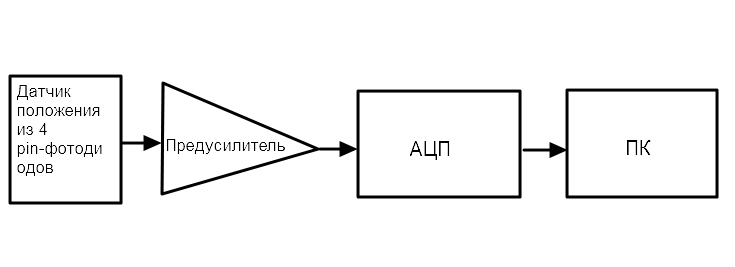 Датчик
положения
из 4
pin-фотоди
одов
Предусилитель
АЦП
ПК